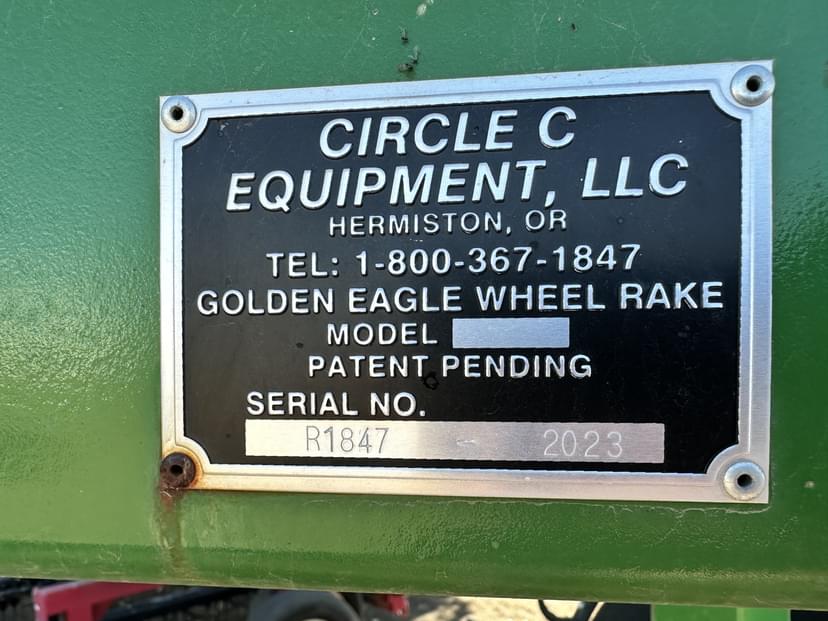 CIRCLE C
EQUIPMENT, LLC
HERMISTON, OR
TEL: 1-800-367-1847
GOLDEN EAGLE WHEEL RAKE
MODEL
PATENT PENDING
SERIAL NO.
R1847 - 2023